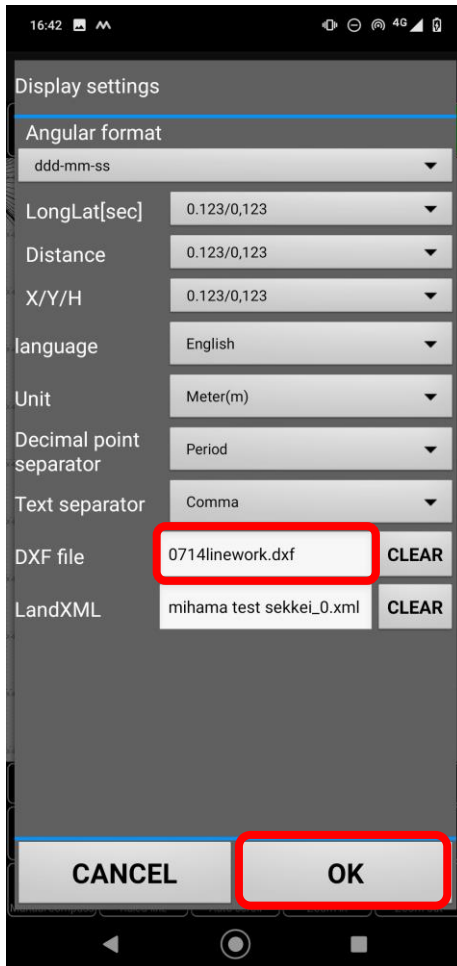 16:42
4G
Display settings
Angular format
ddd-mm-ss
LongLat[sec] 0.123/0,123
Distance 0.123/0,123
X/Y/H 0.123/0,123
language English
Unit Meter(m)
Decimal point
separator Period
Text separator Comma
DXF file 0714linework.dxf CLEAR
LandXML mihama test sekkei_0.xml CLEAR
CANCEL OK